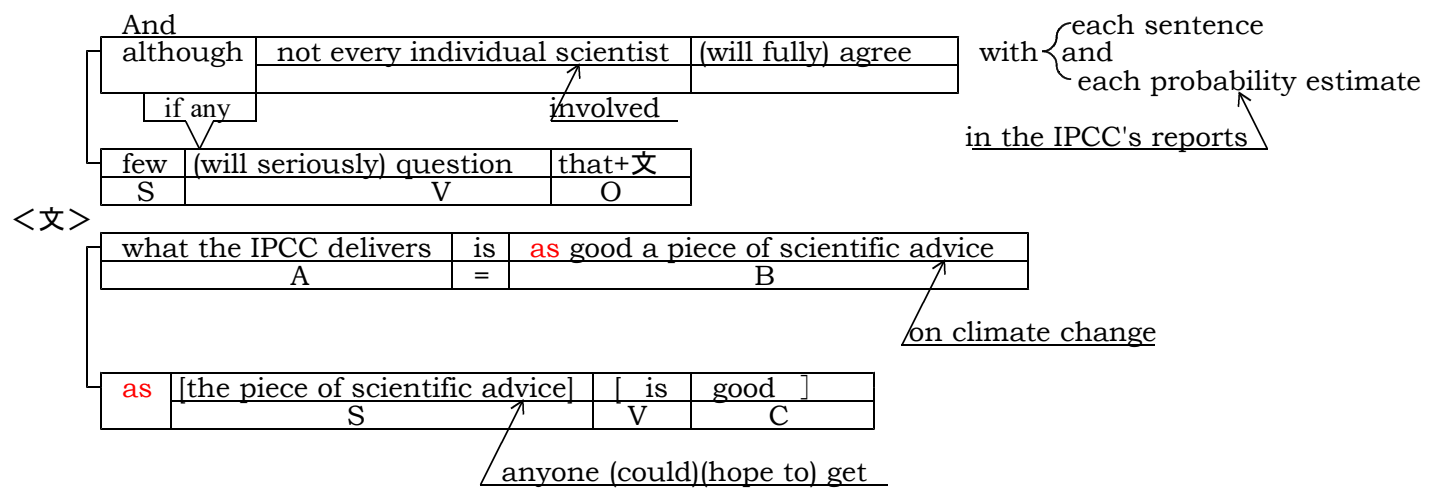 And each sentence
although not every individual scientist (will fully) agree with and
each probability estimate
if any involved
in the IPCC's reports
few (will seriously) question that+文
S V O
＜文＞
what the IPCC delivers is as good a piece of scientific advice
A = B
on climate change
as [the piece of scientific advice] [ is good ]
S V C
anyone (could)(hope to) get